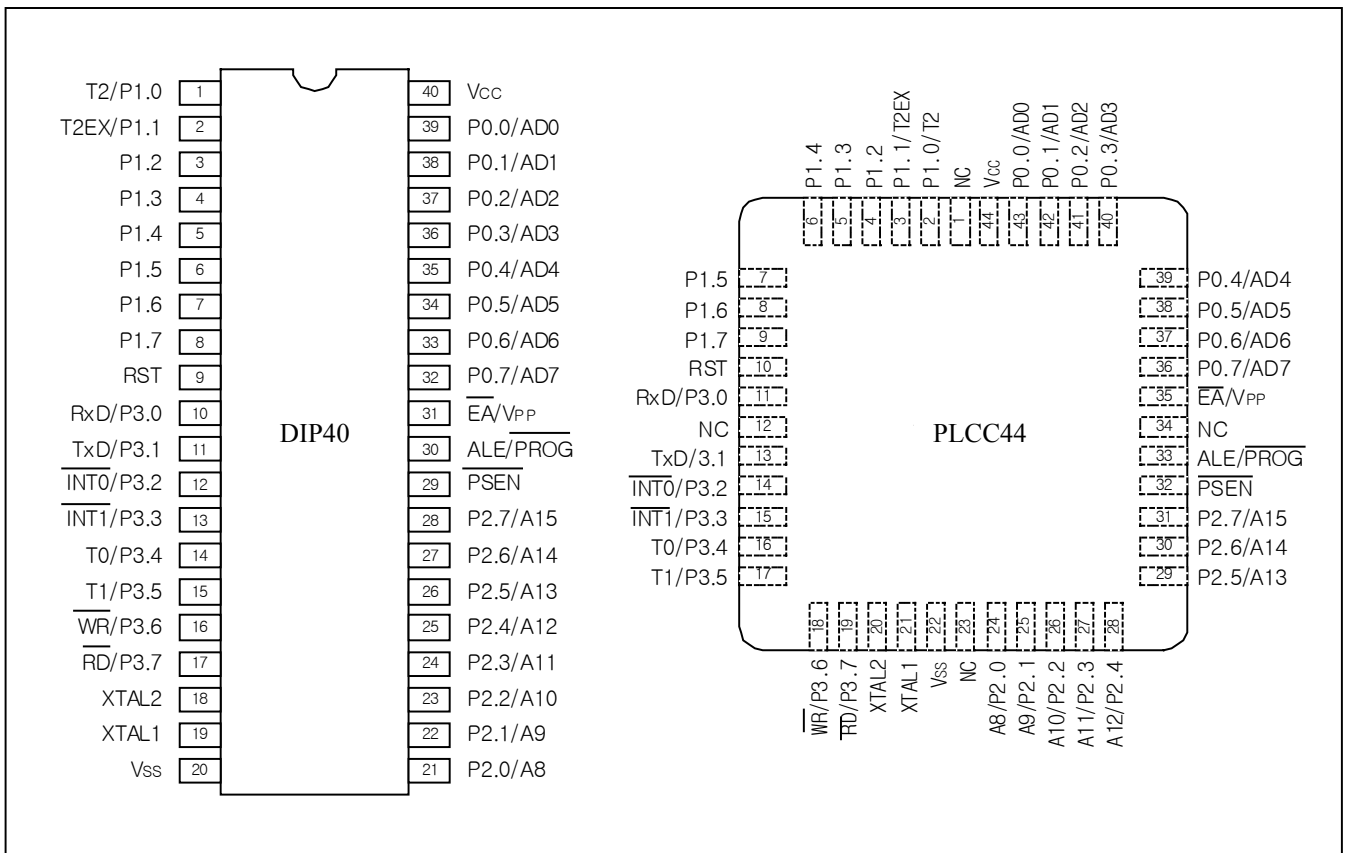 T2/P1.0 1
T2EX/P1.1 2
P1.2 3
P1.3 4
P1.4 5
P1.5 6
P1.6 7
P1.7 8
RST 9
RxD/P3.0 10
TxD/P3.1 11
INT0/P3.2 12
INT1/P3.3 13
T0/P3.4 14
T1/P3.5 15
WR/P3.6 16
RD/P3.7 17
XTAL2 18
XTAL1 19
Vss 20
DIP40
40 Vcc
39 P0.0/AD0
38 P0.1/AD1
37 P0.2/AD2
36 P0.3/AD3
35 P0.4/AD4
34 P0.5/AD5
33 P0.6/AD6
32 P0.7/AD7
31 EA/VPP
30 ALE/PROG
29 PSEN
28 P2.7/A15
27 P2.6/A14
26 P2.5/A13
25 P2.4/A12
24 P2.3/A11
23 P2.2/A10
22 P2.1/A9
21 P2.0/A8
P1.4 6
P1.3 5
P1.2 4
P1.1/T2EX 3
P1.0/T2 2
NC 1
Vcc 44
P0.0/AD0 43
P0.1/AD1 42
P0.2/AD2 41
P0.3/AD3 40
P1.5 7
P1.6 8
P1.7 9
RST 10
RxD/P3.0 11
NC 12
TxD/3.1 13
INT0/P3.2 14
INT1/P3.3 15
T0/P3.4 16
T1/P3.5 17
PLCC44
39 P0.4/AD4
38 P0.5/AD5
37 P0.6/AD6
36 P0.7/AD7
35 EA/VPP
34 NC
33 ALE/PROG
32 PSEN
31 P2.7/A15
30 P2.6/A14
29 P2.5/A13
18 WR/P3.6
19 RD/P3.7
20 XTAL2
21 XTAL1
22 Vss
23 NC
24 A8/P2.0
25 A9/P2.1
26 A10/P2.2
27 A11/P2.3
28 A12/P2.4